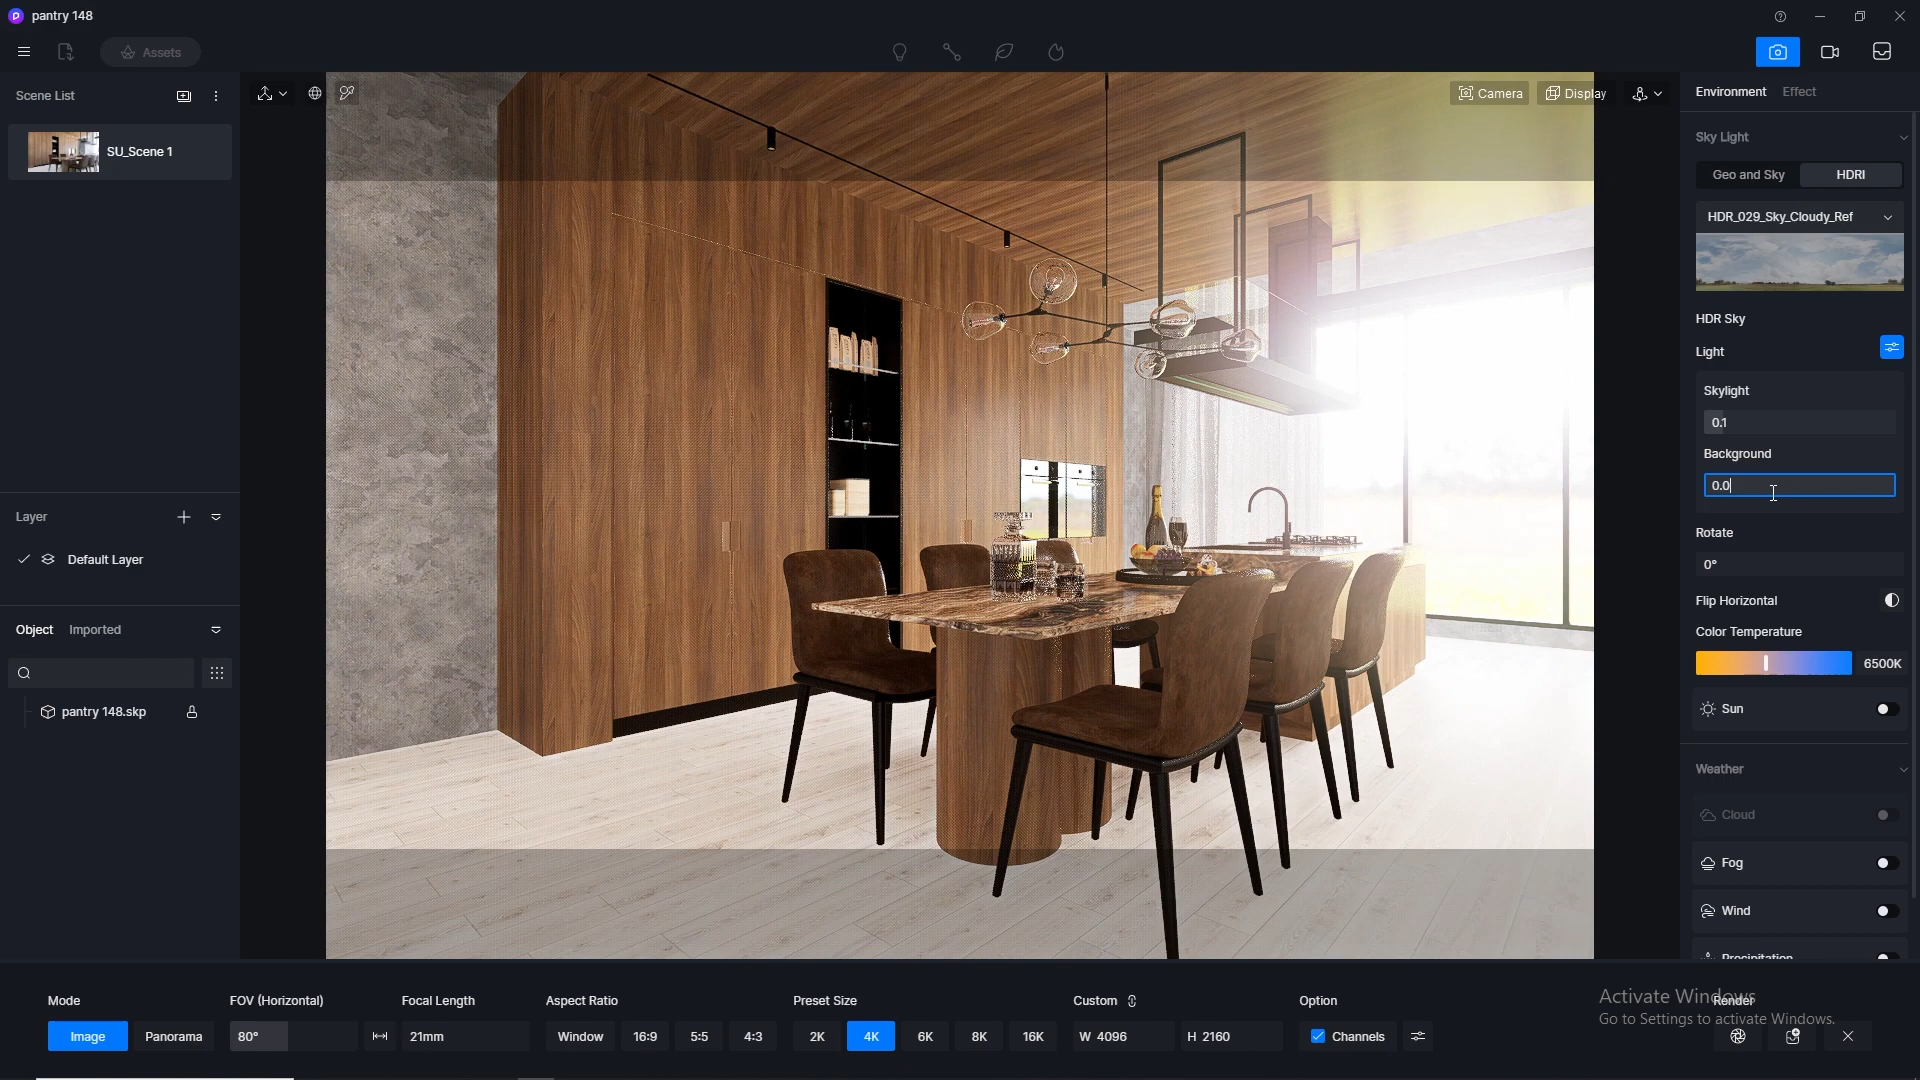 pantry 148
Assets
Scene List
SU_Scene 1
Camera
Display
Environment
Effect
Sky Light
Geo and Sky
HDRI
HDR_029_Sky_Cloudy_Ref
HDR Sky
Light
Skylight
0.1
Background
0.0
Rotate
0°
Flip Horizontal
Color Temperature
6500K
Sun
Weather
Cloud
Fog
Wind
Precipitation
Layer
Default Layer
Object
Imported
pantry 148.skp
Mode
FOV (Horizontal)
Focal Length
Aspect Ratio
Preset Size
Custom
Option
Render
Image
Panorama
80°
21mm
Window
16:9
5:5
4:3
2K
4K
6K
8K
16K
W 4096
H 2160
Channels
Activate Windows
Go to Settings to activate Windows.